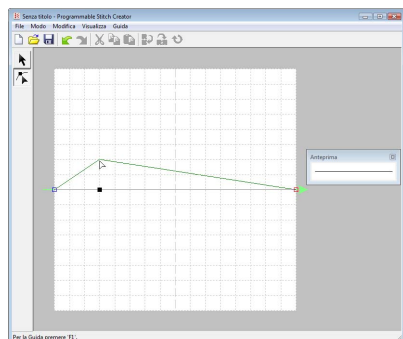 Senza titolo - Programmable Stitch Creator
File Modo Modifica Visualizza Guida
Anteprima
Per la Guida premere 'F1'.